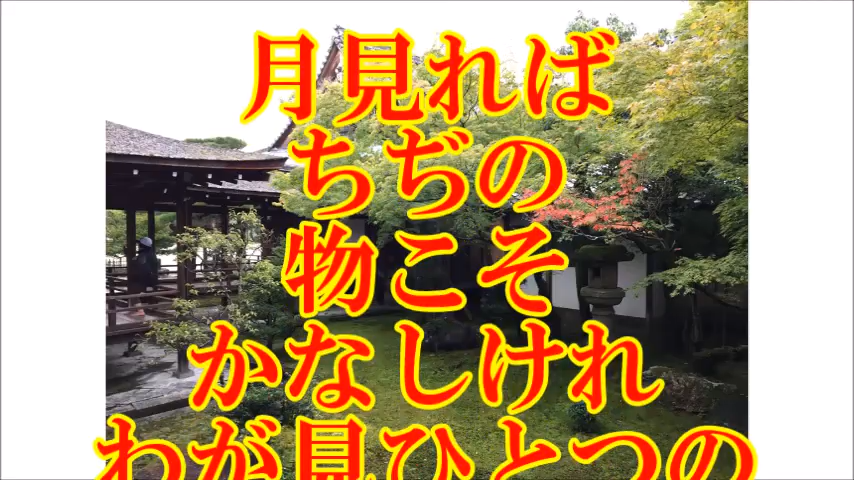 月見れば
ちぢの
物こそ
かなしけれ
わが見ひとつの